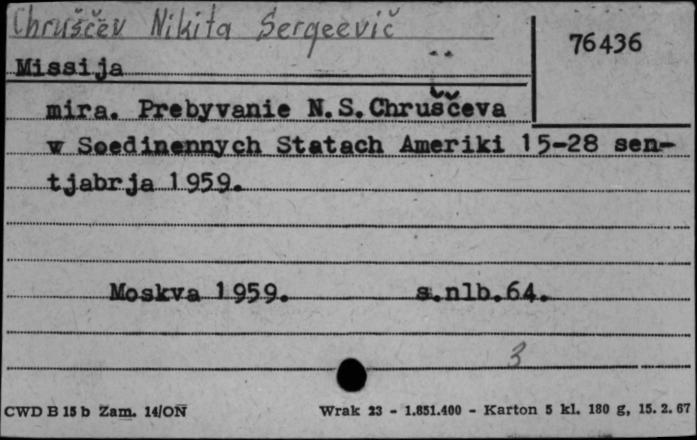 Chruščev Nikita Sergeevič
76436
Missija
mira. Prebyvanie N.S.Chruščeva
w Soedinennych Statach Ameriki 15-28 sen-
tjabrja 1959.
Moskva 1959. s.nlb.64.
3
CWD B 15 b Zam. 14/ON Wrak 23 - 1.851.400 - Karton 5 kl. 180 g, 15. 2. 67